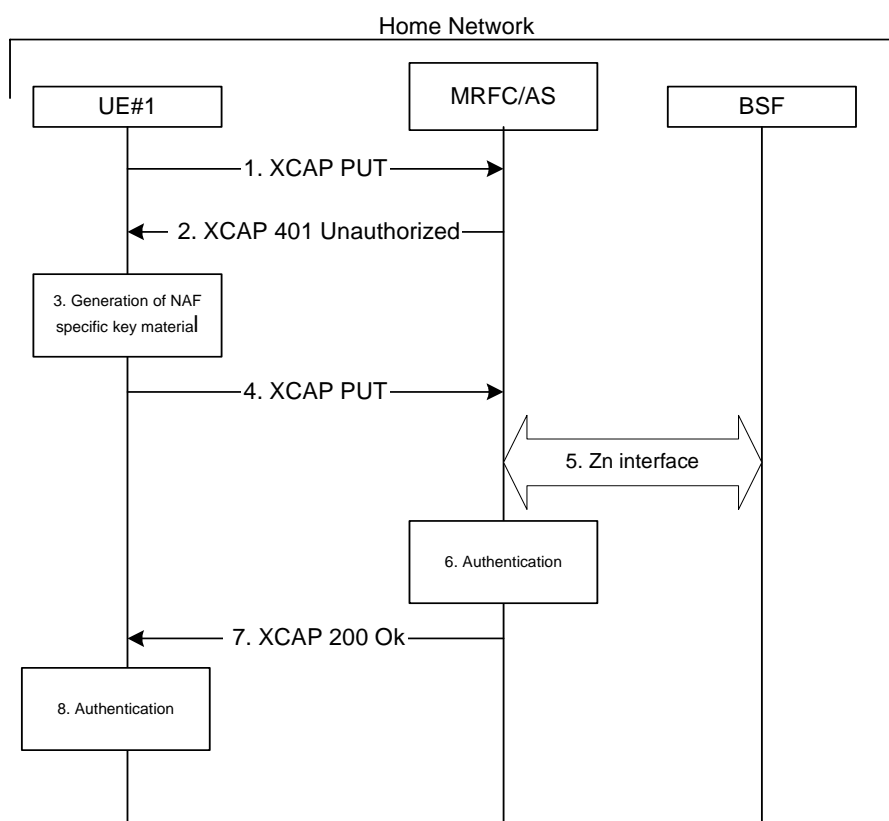 Home Network
UE#1
MRFC/AS
BSF
1. XCAP PUT
2. XCAP 401 Unauthorized
3. Generation of NAF
specific key material
4. XCAP PUT
5. Zn interface
6. Authentication
7. XCAP 200 Ok
8. Authentication